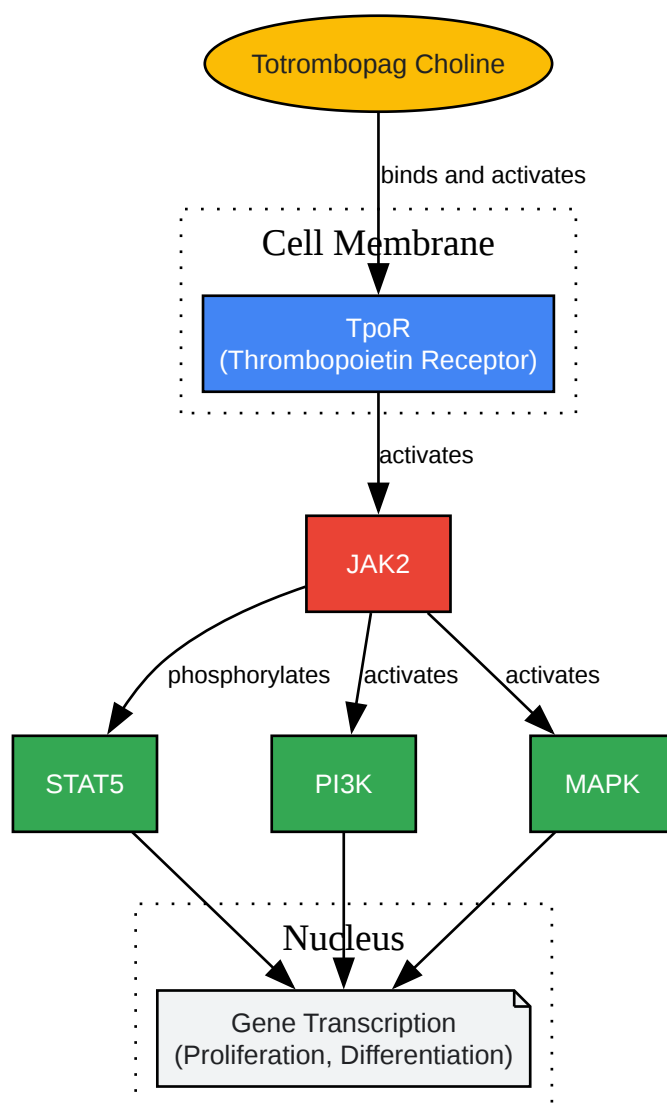 Totrombopag Choline
binds and activates
Cell Membrane
TpoR
(Thrombopoietin Receptor)
activates
JAK2
phosphorylates
activates
activates
STAT5
PI3K
MAPK
Nucleus
Gene Transcription
(Proliferation, Differentiation)